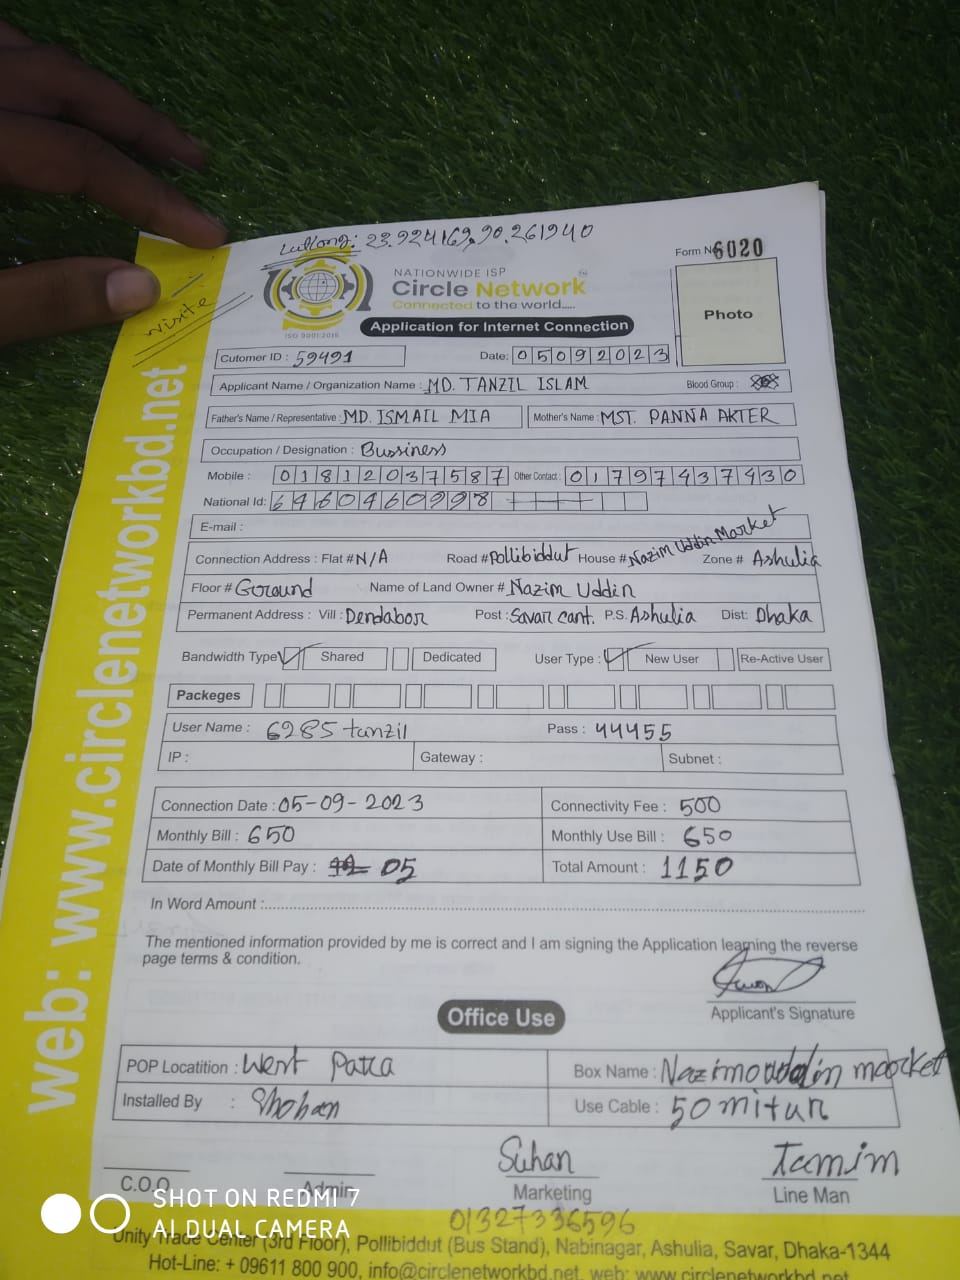 Lat Long: 23.924169,90.261940
Form No 6020
visite
NATIONWIDE ISP
Circle Network™
Connected to the world.....
ISO 9001:2015
Application for Internet Connection
Photo
Cutomer ID : 59491 Date: 05092023
Applicant Name / Organization Name : MD. TANZIL ISLAM Blood Group :
Father's Name / Representative : MD. ISMAIL MIA Mother's Name : MST. PANNA AKTER
Occupation / Designation : Bussiness
Mobile : 01812037587 Other Contact : 01797437430
National Id: 6460460998
E-mail :
Connection Address : Flat # N/A Road # Pollibiddut House # Nazim Uddin Market Zone # Ashulia
Floor # Goround Name of Land Owner # Nazim Uddin
Permanent Address : Vill : Dendabor Post : Savar cant. P.S. Ashulia Dist: Dhaka
Bandwidth Type Shared Dedicated User Type : New User Re-Active User
Packeges
User Name : 6285tanzil Pass : 44455
IP : Gateway : Subnet :
Connection Date : 05-09-2023 Connectivity Fee : 500
Monthly Bill : 650 Monthly Use Bill : 650
Date of Monthly Bill Pay : 05 Total Amount : 1150
In Word Amount :
The mentioned information provided by me is correct and I am signing the Application learning the reverse
page terms & condition.
Applicant's Signature
Office Use
POP Locatition : West Para Box Name : Nazimouddin moorket
Installed By : Shohan Use Cable : 50 mitur
Suhan Tamim
C.O.O Admin Marketing Line Man
01327336596
Unity Trade Center (3rd Floor), Pollibiddut (Bus Stand), Nabinagar, Ashulia, Savar, Dhaka-1344
Hot-Line: + 09611 800 900, info@circlenetworkbd.net, web: www.circlenetworkbd.net
web: www.circlenetworkbd.net
SHOT ON REDMI 7
AI DUAL CAMERA